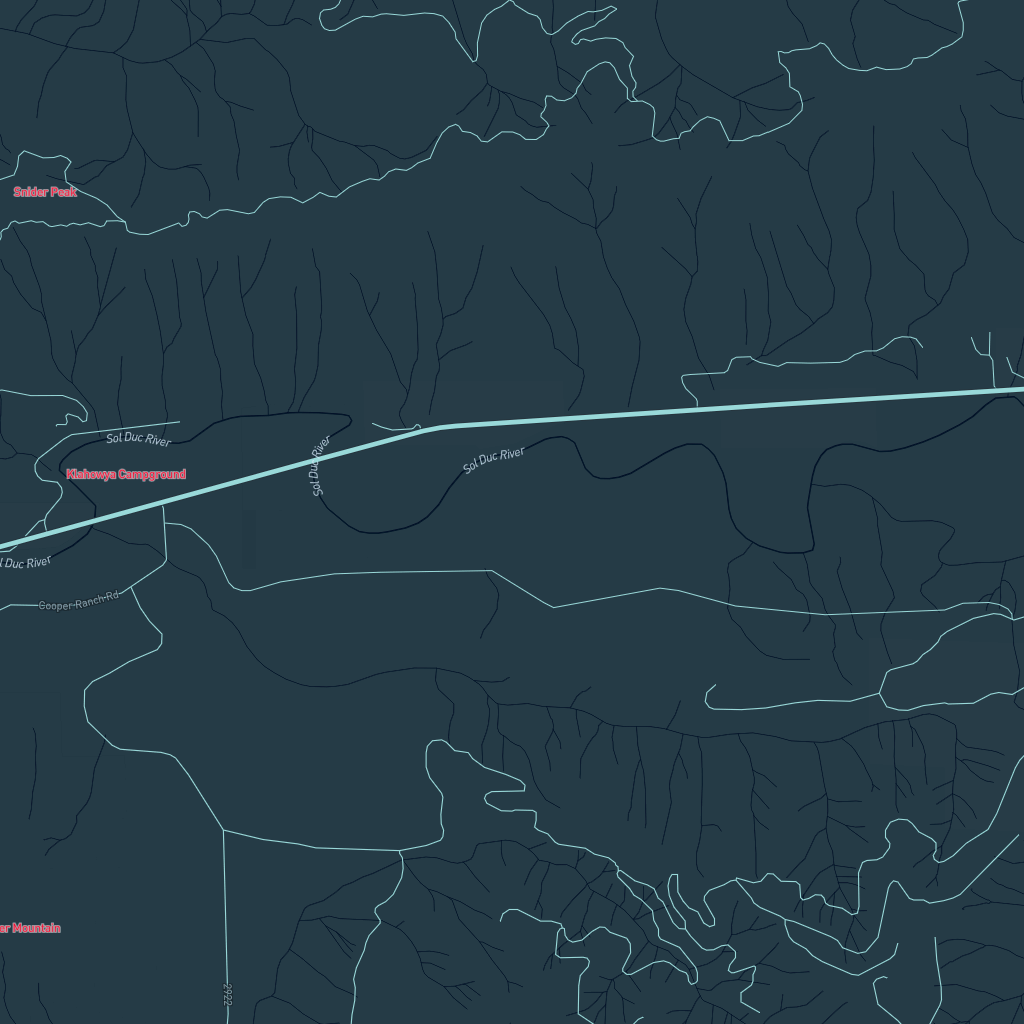 Snider Peak
Sol Duc River
Sol Duc River
Sol Duc River
Klahowya Campground
l Duc River
Cooper Ranch Rd
er Mountain
2922